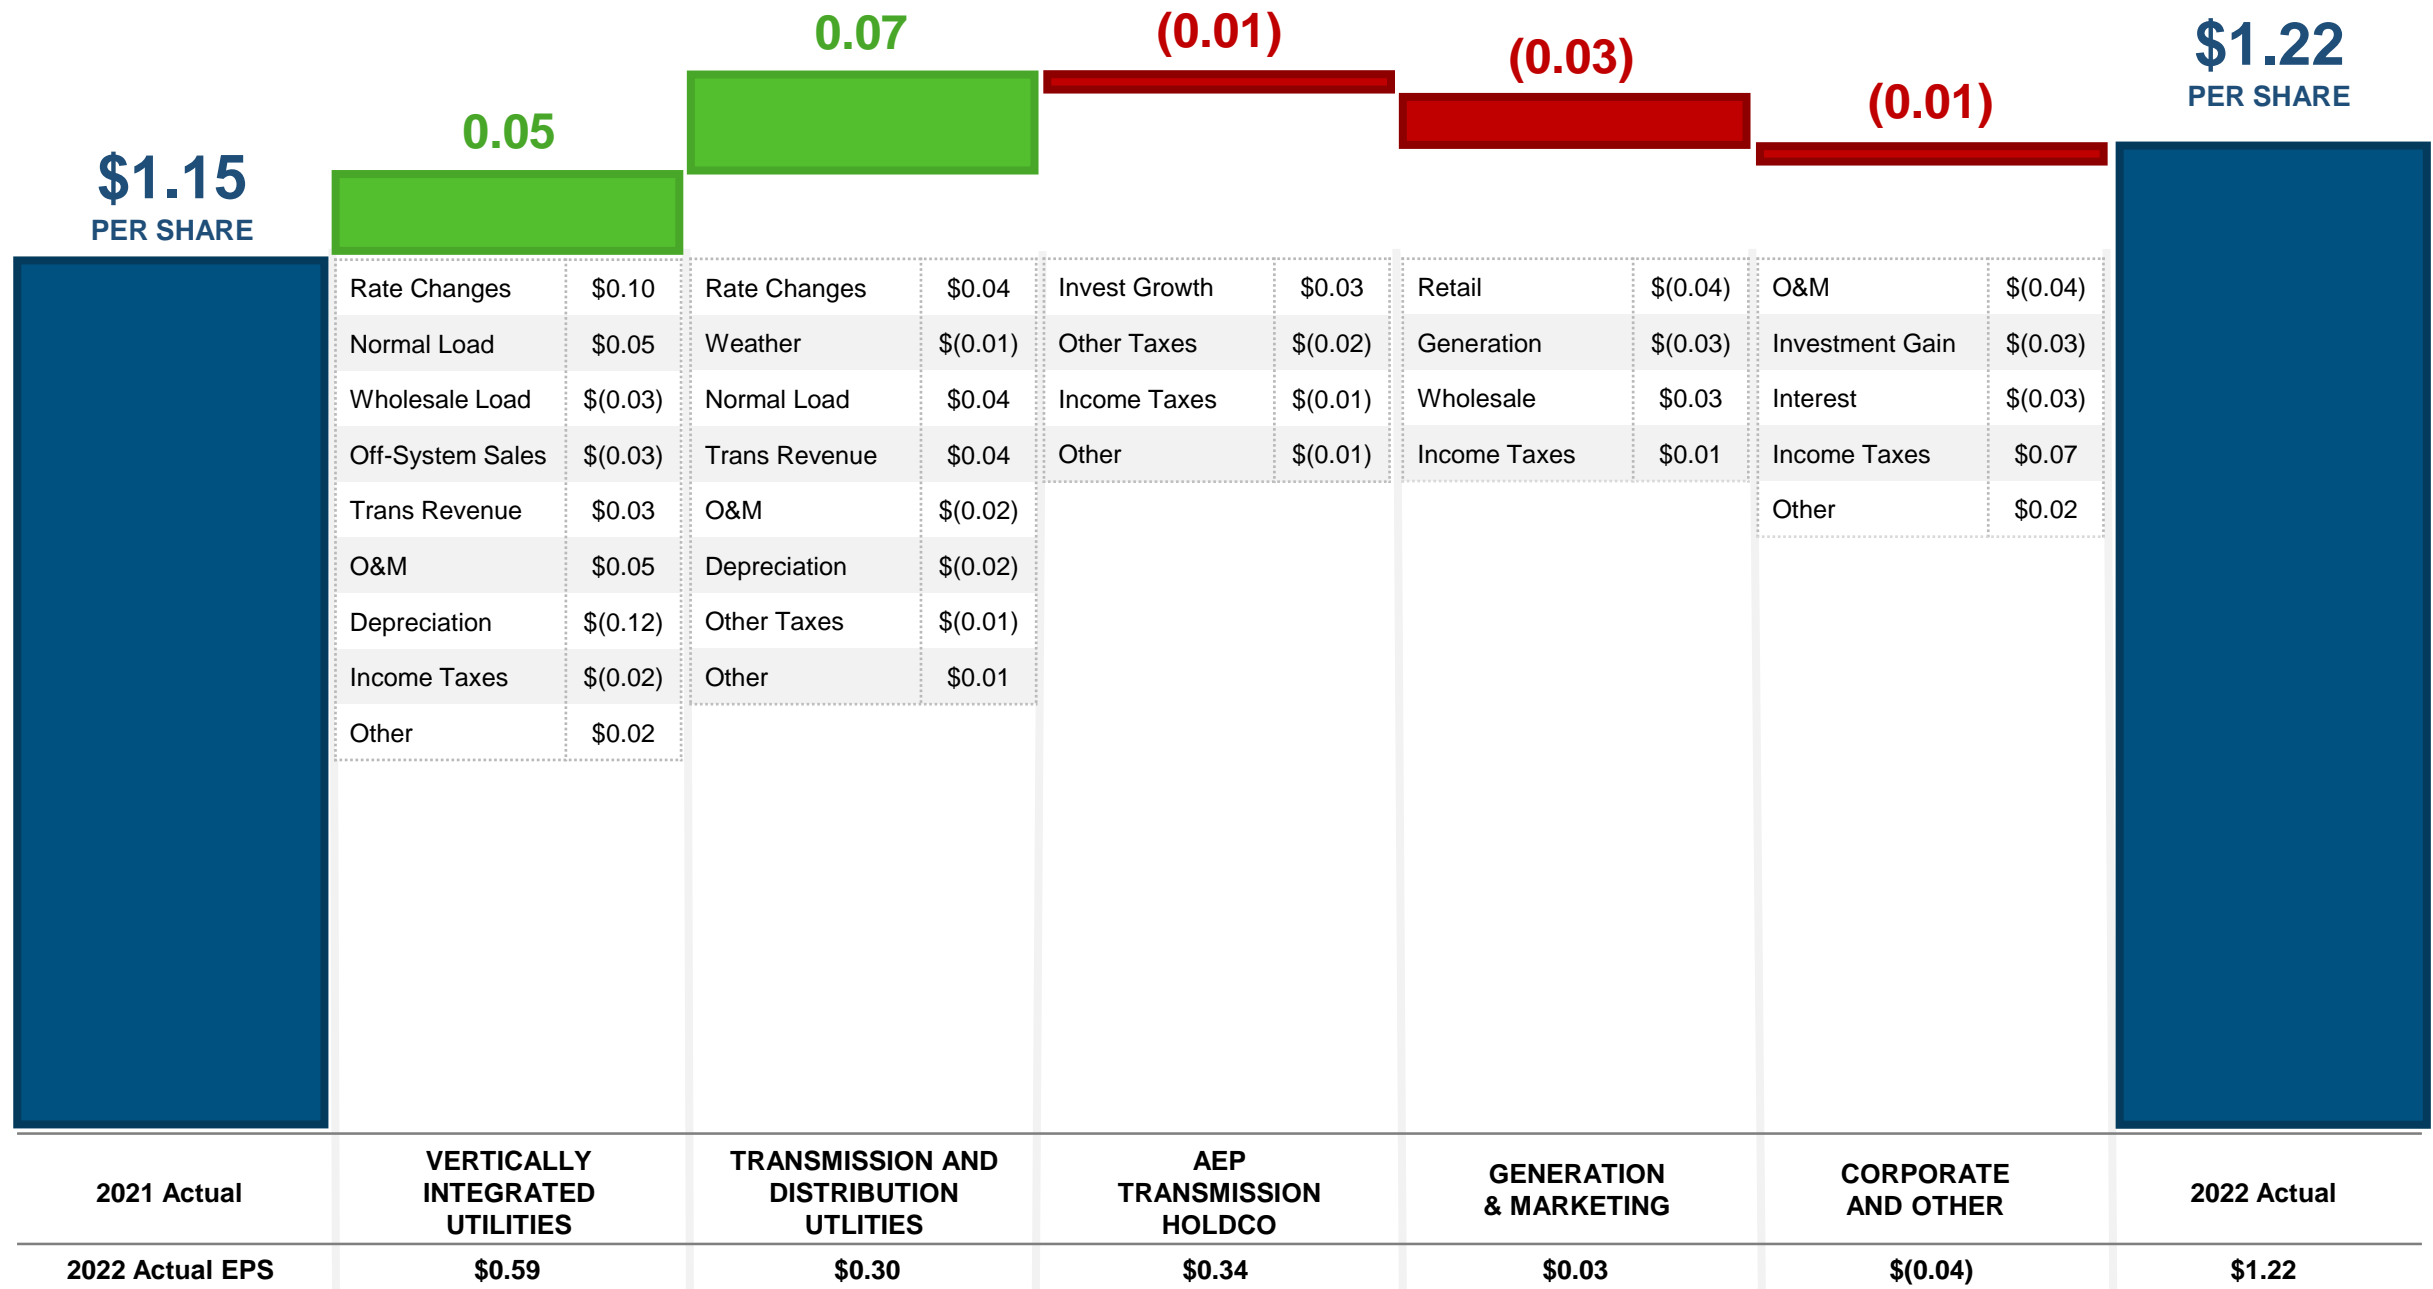 $1.15
PER SHARE
0.05
0.07
(0.01)
(0.03)
(0.01)
$1.22
PER SHARE
Rate Changes $0.10
Normal Load $0.05
Wholesale Load $(0.03)
Off-System Sales $(0.03)
Trans Revenue $0.03
O&M $0.05
Depreciation $(0.12)
Income Taxes $(0.02)
Other $0.02
Rate Changes $0.04
Weather $(0.01)
Normal Load $0.04
Trans Revenue $0.04
O&M $(0.02)
Depreciation $(0.02)
Other Taxes $(0.01)
Other $0.01
Invest Growth $0.03
Other Taxes $(0.02)
Income Taxes $(0.01)
Other $(0.01)
Retail $(0.04)
Generation $(0.03)
Wholesale $0.03
Income Taxes $0.01
O&M $(0.04)
Investment Gain $(0.03)
Interest $(0.03)
Income Taxes $0.07
Other $0.02
2021 Actual
VERTICALLY
INTEGRATED
UTILITIES
TRANSMISSION AND
DISTRIBUTION
UTLITIES
AEP
TRANSMISSION
HOLDCO
GENERATION
& MARKETING
CORPORATE
AND OTHER
2022 Actual
2022 Actual EPS $0.59 $0.30 $0.34 $0.03 $(0.04) $1.22